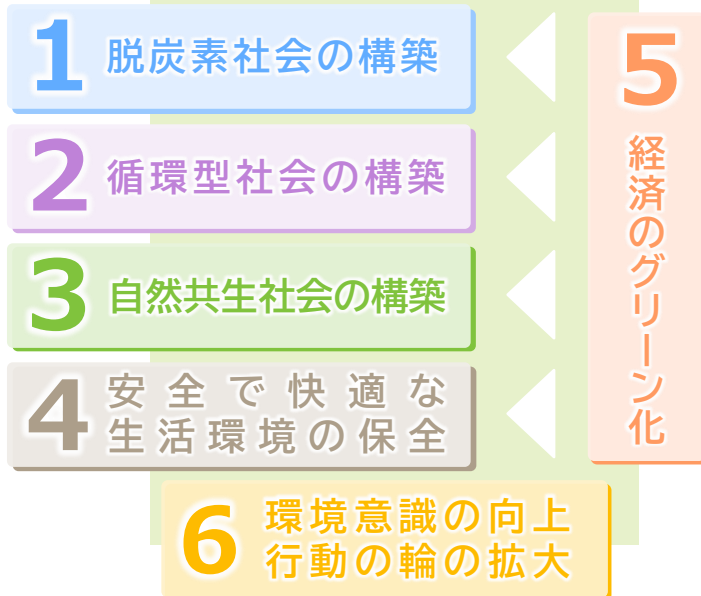 1 脱炭素社会の構築
2 循環型社会の構築
3 自然共生社会の構築
4 安全で快適な
生活環境の保全
5 経済のグリーン化
6 環境意識の向上
行動の輪の拡大